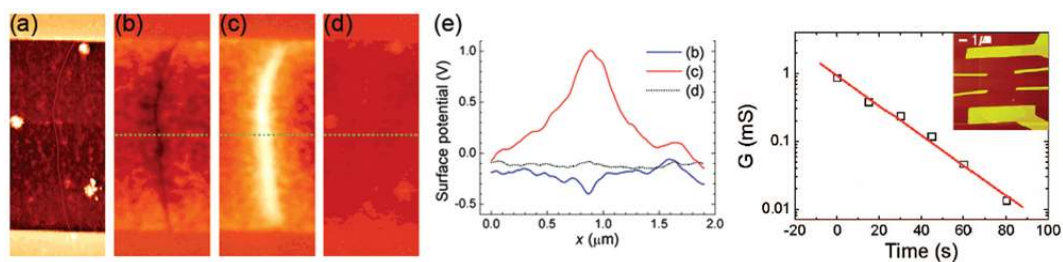 (a)
(b)
(c)
(d)
(e)
Surface potential (V)
1.0
0.5
0.0
-0.5
0.0
0.5
1.0
1.5
2.0
x (μm)
(b)
(c)
(d)
G (mS)
1
0.1
0.01
-20
0
20
40
60
80
100
Time (s)